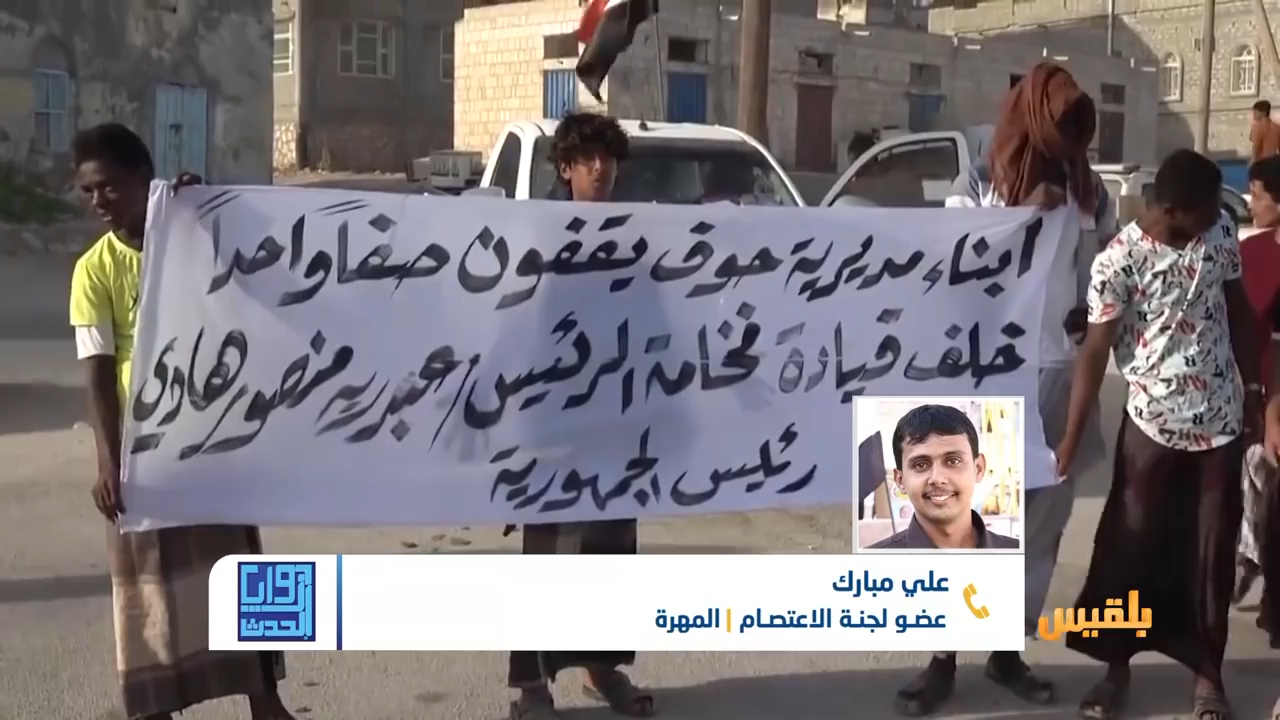 ابناء مديرية حوف يقفون صفاً واحداً
خلف قيادة فخامة الرئيس/عبدربه منصور هادي
رئيس الجمهورية
علي مبارك
عضو لجنة الاعتصام | المهرة
بلقيس
زوايا
الحدث